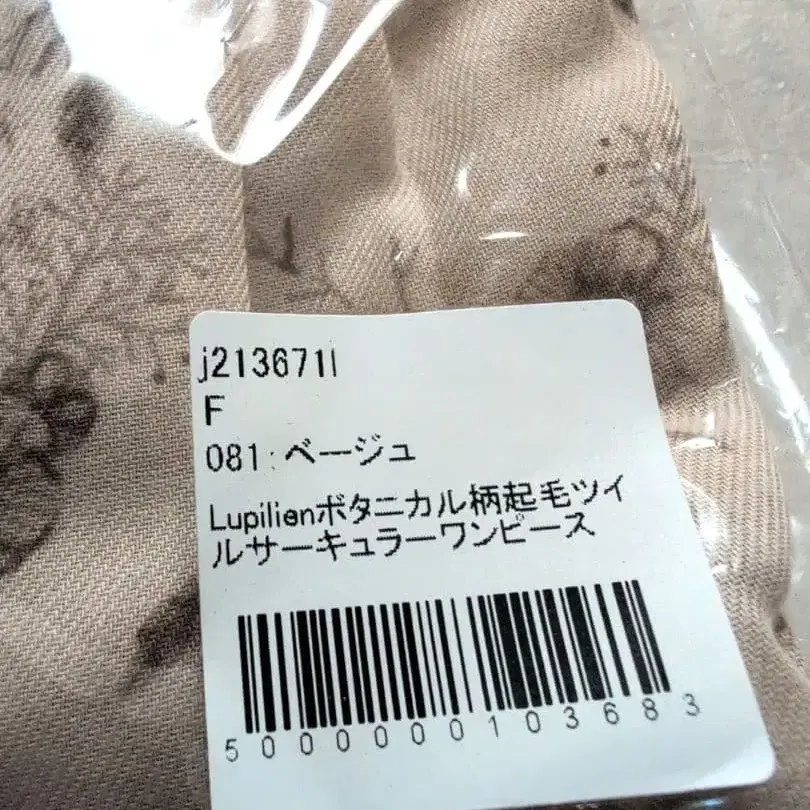 j213671l
F
081:ベージュ
Lupilienボタニカル柄起毛ツイ
ルサーキュラーワンピース
5000000103683